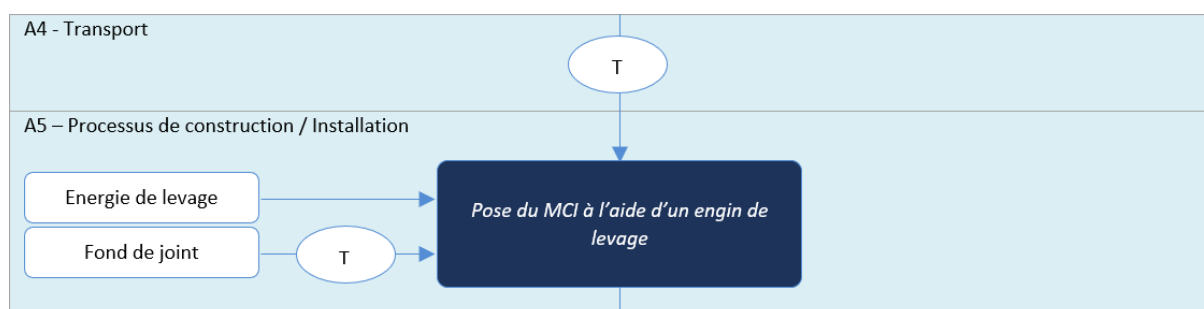 A4 - Transport
T
A5 – Processus de construction / Installation
Energie de levage
Pose du MCI à l’aide d’un engin de
levage
Fond de joint
T